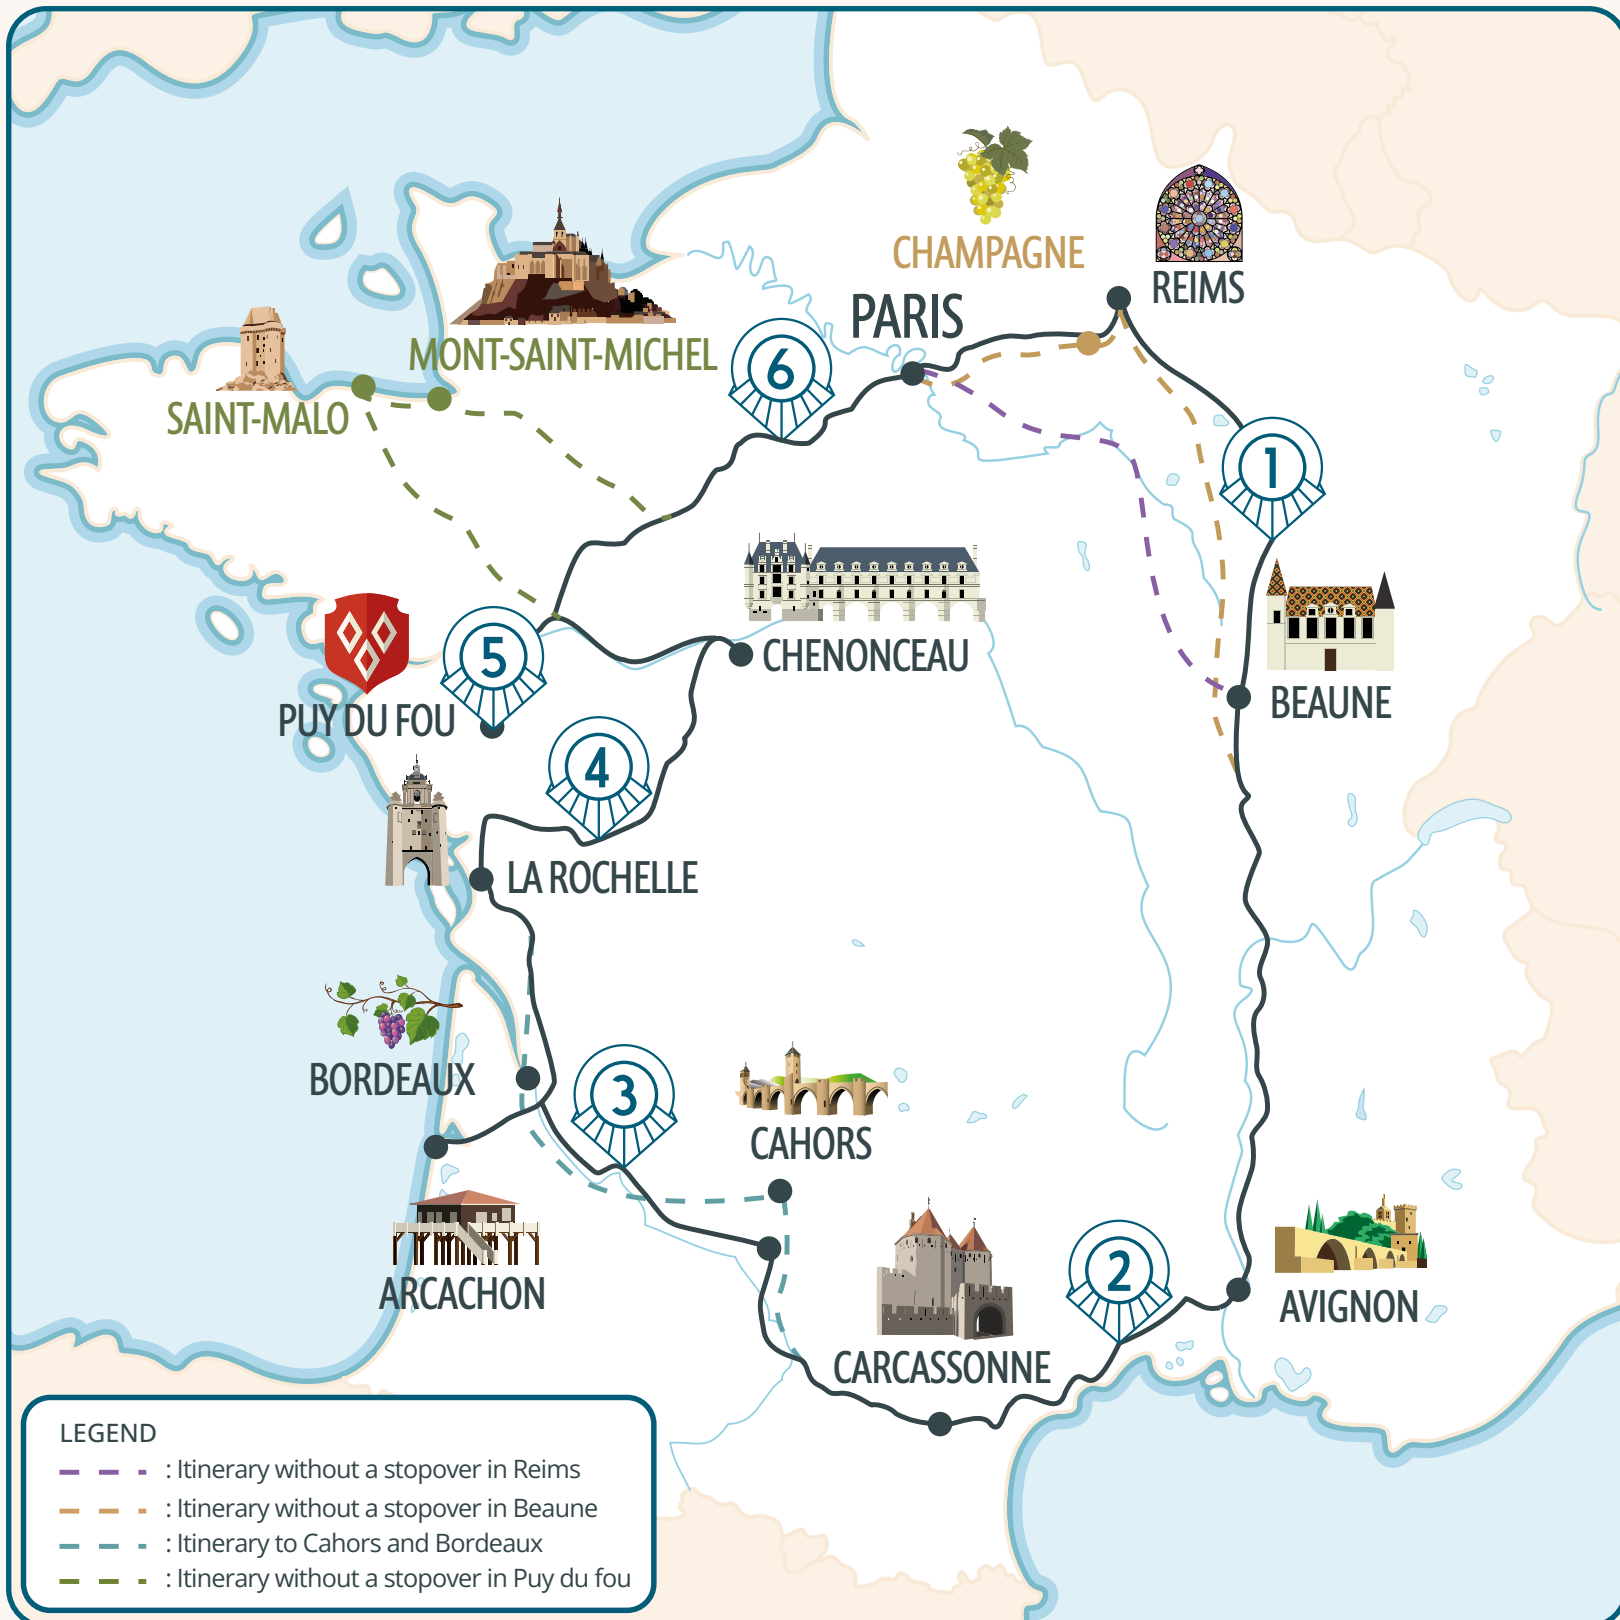 CHAMPAGNE
REIMS
PARIS
MONT-SAINT-MICHEL
6
SAINT-MALO
1
CHENONCEAU
5
BEAUNE
PUY DU FOU
4
LA ROCHELLE
BORDEAUX
3
CAHORS
2
ARCACHON
AVIGNON
CARCASSONNE
LEGEND
: Itinerary without a stopover in Reims
: Itinerary without a stopover in Beaune
: Itinerary to Cahors and Bordeaux
: Itinerary without a stopover in Puy du fou